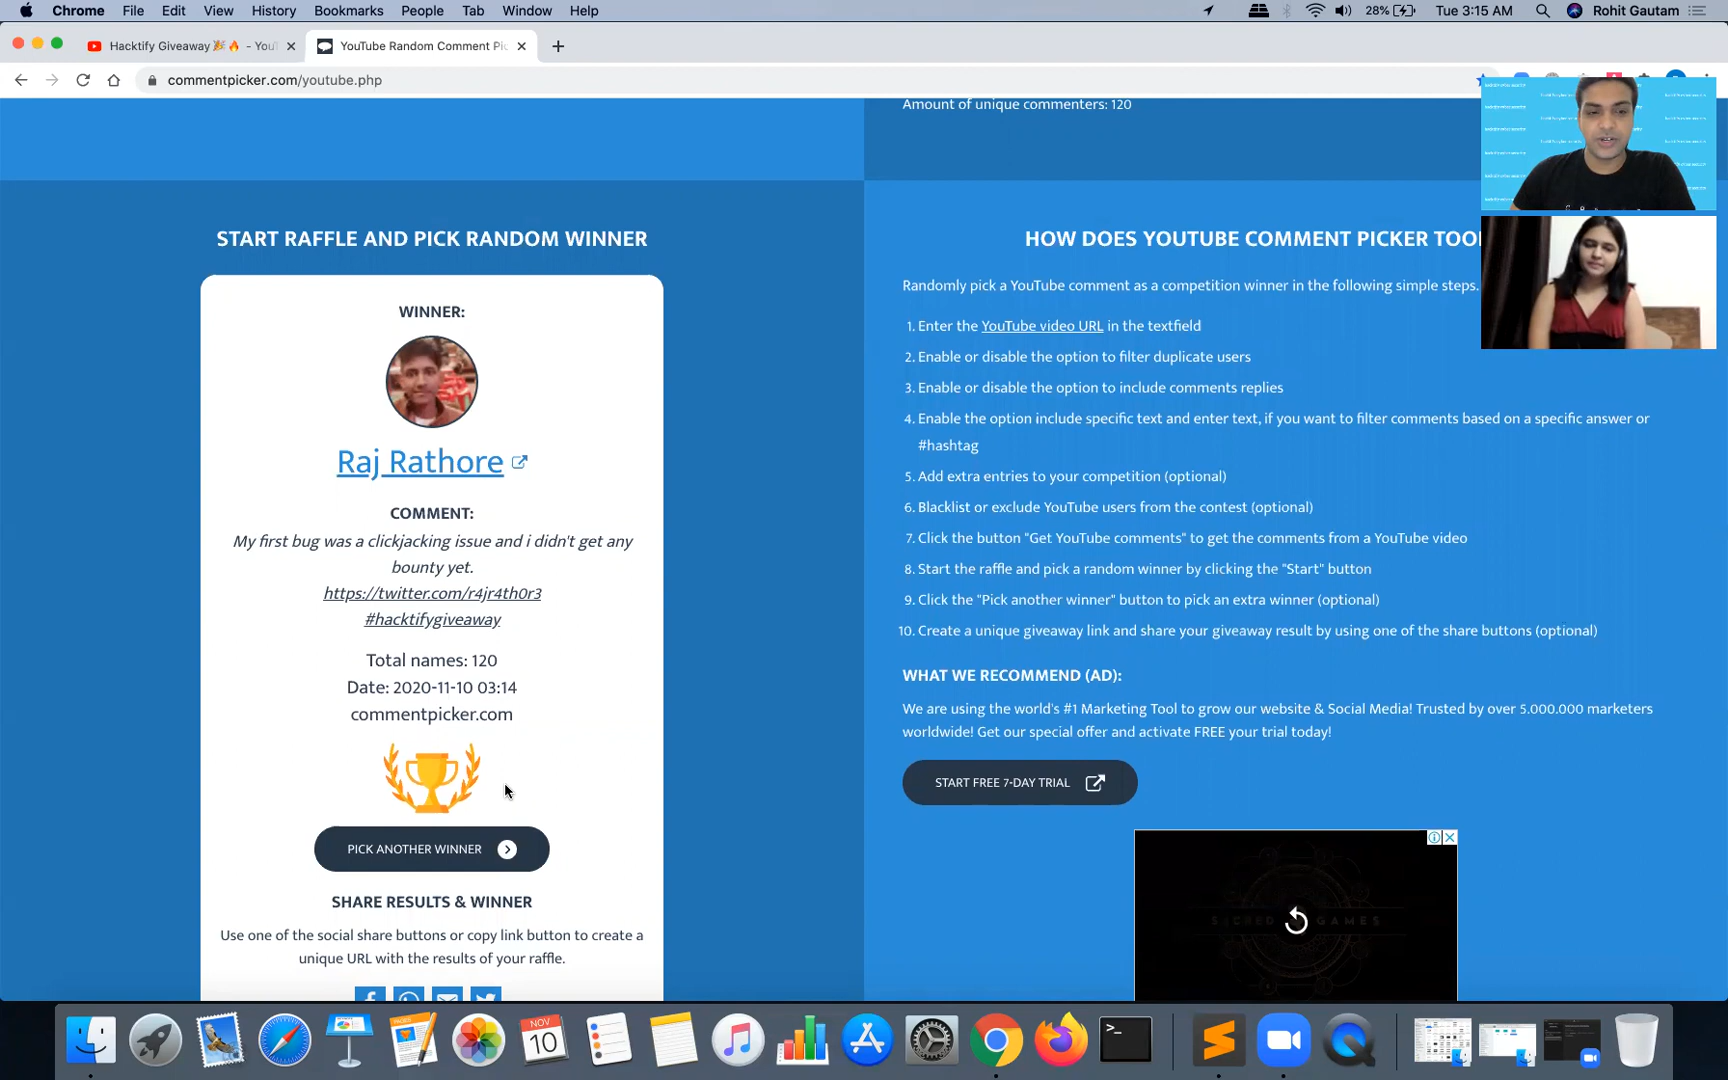 Chrome File Edit View History Bookmarks People Tab Window Help
28% Tue 3:15 AM Rohit Gautam
Hacktify Giveaway🎉🔥 - You
YouTube Random Comment Pic
commentpicker.com/youtube.php
Amount of unique commenters: 120
START RAFFLE AND PICK RANDOM WINNER
WINNER:
Raj Rathore
COMMENT:
My first bug was a clickjacking issue and i didn't get any
bounty yet.
https://twitter.com/r4jr4th0r3
#hacktifygiveaway
Total names: 120
Date: 2020-11-10 03:14
commentpicker.com
PICK ANOTHER WINNER
SHARE RESULTS & WINNER
Use one of the social share buttons or copy link button to create a
unique URL with the results of your raffle.
HOW DOES YOUTUBE COMMENT PICKER TOO
Randomly pick a YouTube comment as a competition winner in the following simple steps.
1. Enter the YouTube video URL in the textfield
2. Enable or disable the option to filter duplicate users
3. Enable or disable the option to include comments replies
4. Enable the option include specific text and enter text, if you want to filter comments based on a specific answer or
#hashtag
5. Add extra entries to your competition (optional)
6. Blacklist or exclude YouTube users from the contest (optional)
7. Click the button "Get YouTube comments" to get the comments from a YouTube video
8. Start the raffle and pick a random winner by clicking the "Start" button
9. Click the "Pick another winner" button to pick an extra winner (optional)
10. Create a unique giveaway link and share your giveaway result by using one of the share buttons (optional)
WHAT WE RECOMMEND (AD):
We are using the world's #1 Marketing Tool to grow our website & Social Media! Trusted by over 5.000.000 marketers
worldwide! Get our special offer and activate FREE your trial today!
START FREE 7-DAY TRIAL
SACRED GAMES
NOV
10
PAGES
>_